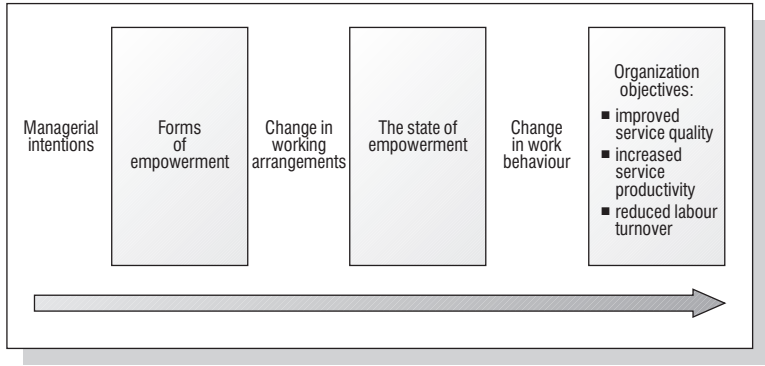 Managerial
intentions
Forms
of
empowerment
Change in
working
arrangements
The state of
empowerment
Change
in work
behaviour
Organization
objectives:
■ improved
service quality
■ increased
service
productivity
■ reduced labour
turnover